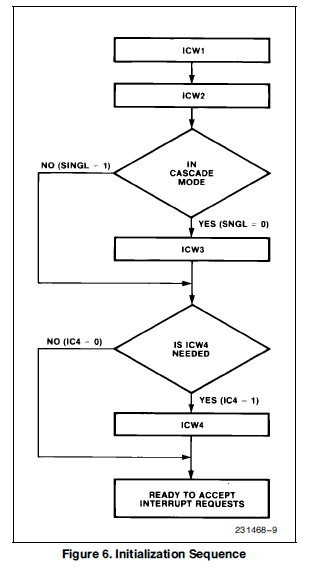 ICW1
ICW2
IN
CASCADE
MODE
NO (SINGL - 1)
YES (SNGL = 0)
ICW3
IS ICW4
NEEDED
NO (IC4 - 0)
YES (IC4 - 1)
ICW4
READY TO ACCEPT
INTERRUPT REQUESTS
231468-9
Figure 6. Initialization Sequence